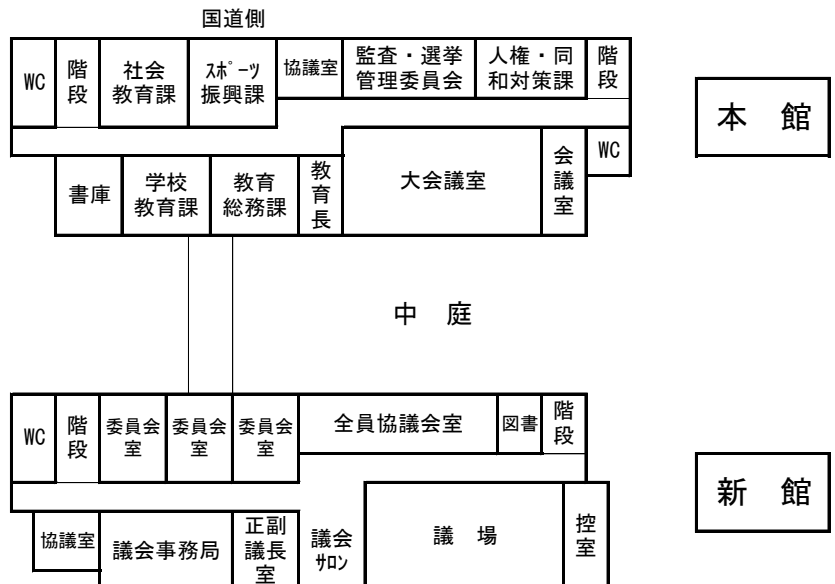 国道側
WC
階
段
社会
教育課
ｽﾎﾟｰﾂ
振興課
協議室
監査・選挙
管理委員会
人権・同
和対策課
階
段
本　館
書庫
学校
教育課
教育
総務課
教
育
長
大会議室
会
議
室
WC
中　庭
WC
階
段
委員会
室
委員会
室
委員会
室
全員協議会室
図書
階
段
新　館
協議室
議会事務局
正副
議長
室
議会
ｻﾛﾝ
議　場
控
室